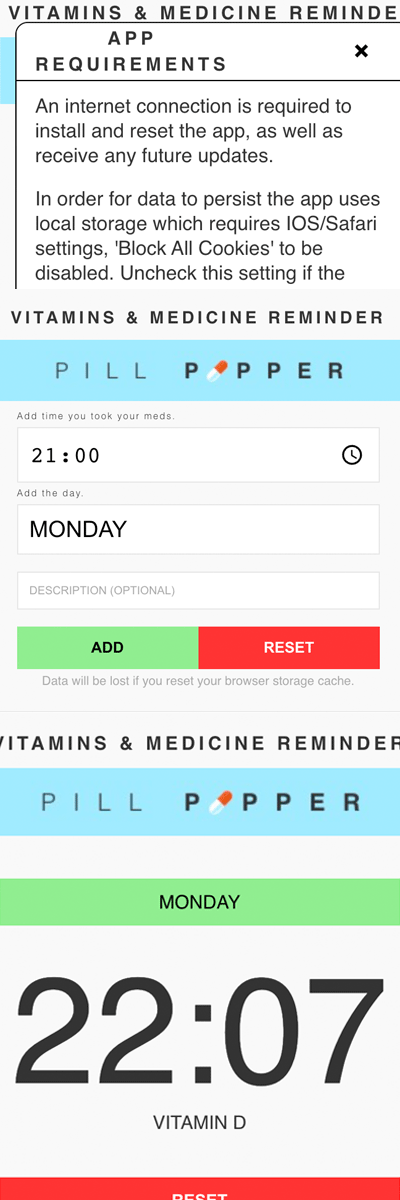 VITAMINS & MEDICINE REMINDE
APP
REQUIREMENTS
An internet connection is required to
install and reset the app, as well as
receive any future updates.
In order for data to persist the app uses
local storage which requires IOS/Safari
settings, 'Block All Cookies' to be
disabled. Uncheck this setting if the
VITAMINS & MEDICINE REMINDER
PILL P💊PPER
Add time you took your meds.
21:00
Add the day.
MONDAY
DESCRIPTION (OPTIONAL)
ADD RESET
Data will be lost if you reset your browser storage cache.
VITAMINS & MEDICINE REMINDER
PILL P💊PPER
MONDAY
22:07
VITAMIN D
RESET